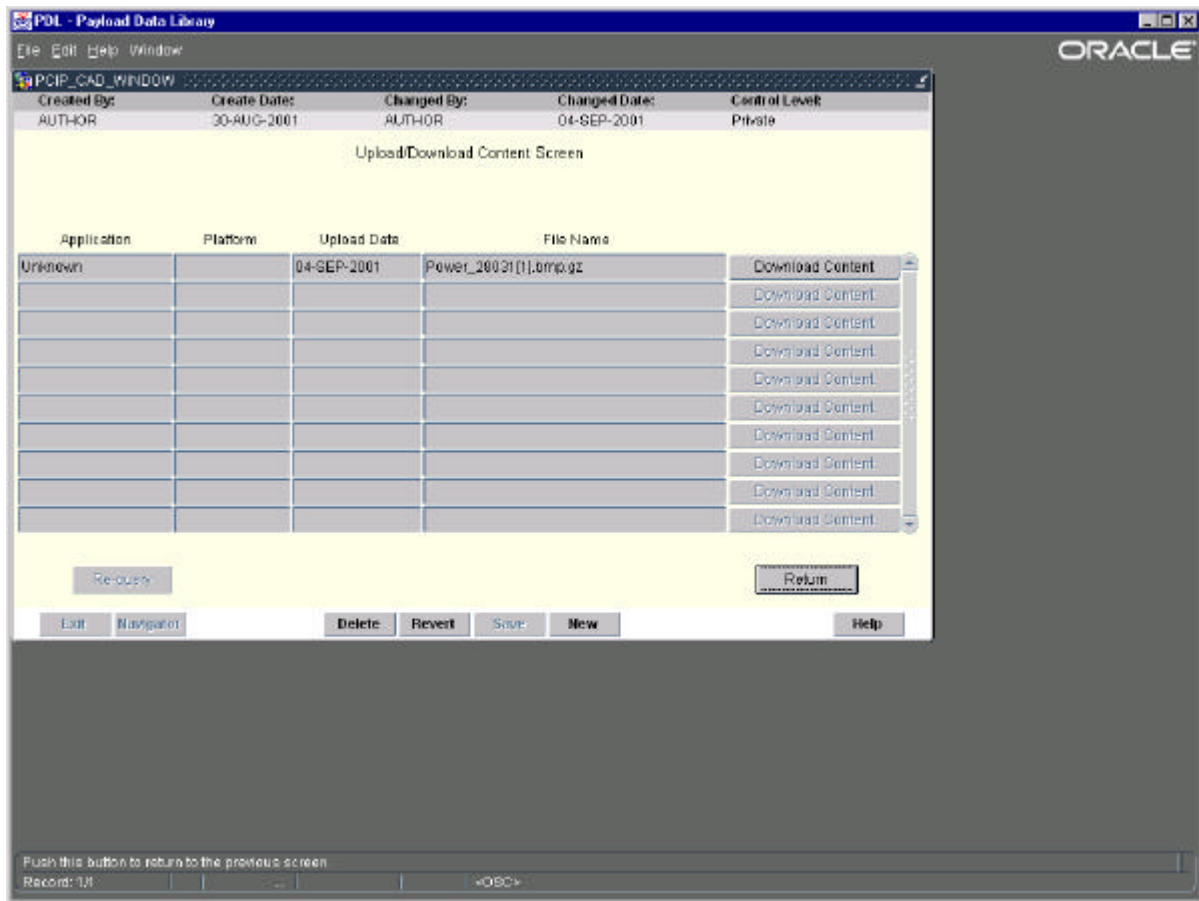 PDL - Payload Data Library
File Edit Help Window
ORACLE
PCIP_CAD_WINDOW
Created By: Create Date: Changed By: Changed Date: Control Level:
AUTHOR 30-AUG-2001 AUTHOR 04-SEP-2001 Private
Upload/Download Content Screen
Application Platform Upload Date File Name
Unknown 04-SEP-2001 Power_28031[1].bmp.gz Download Content
Download Content
Download Content
Download Content
Download Content
Download Content
Download Content
Download Content
Download Content
Download Content
Re-query Return
Exit Navigator Delete Revert Save New Help
Push this button to return to the previous screen
Record: 1/1 ... <OSC>